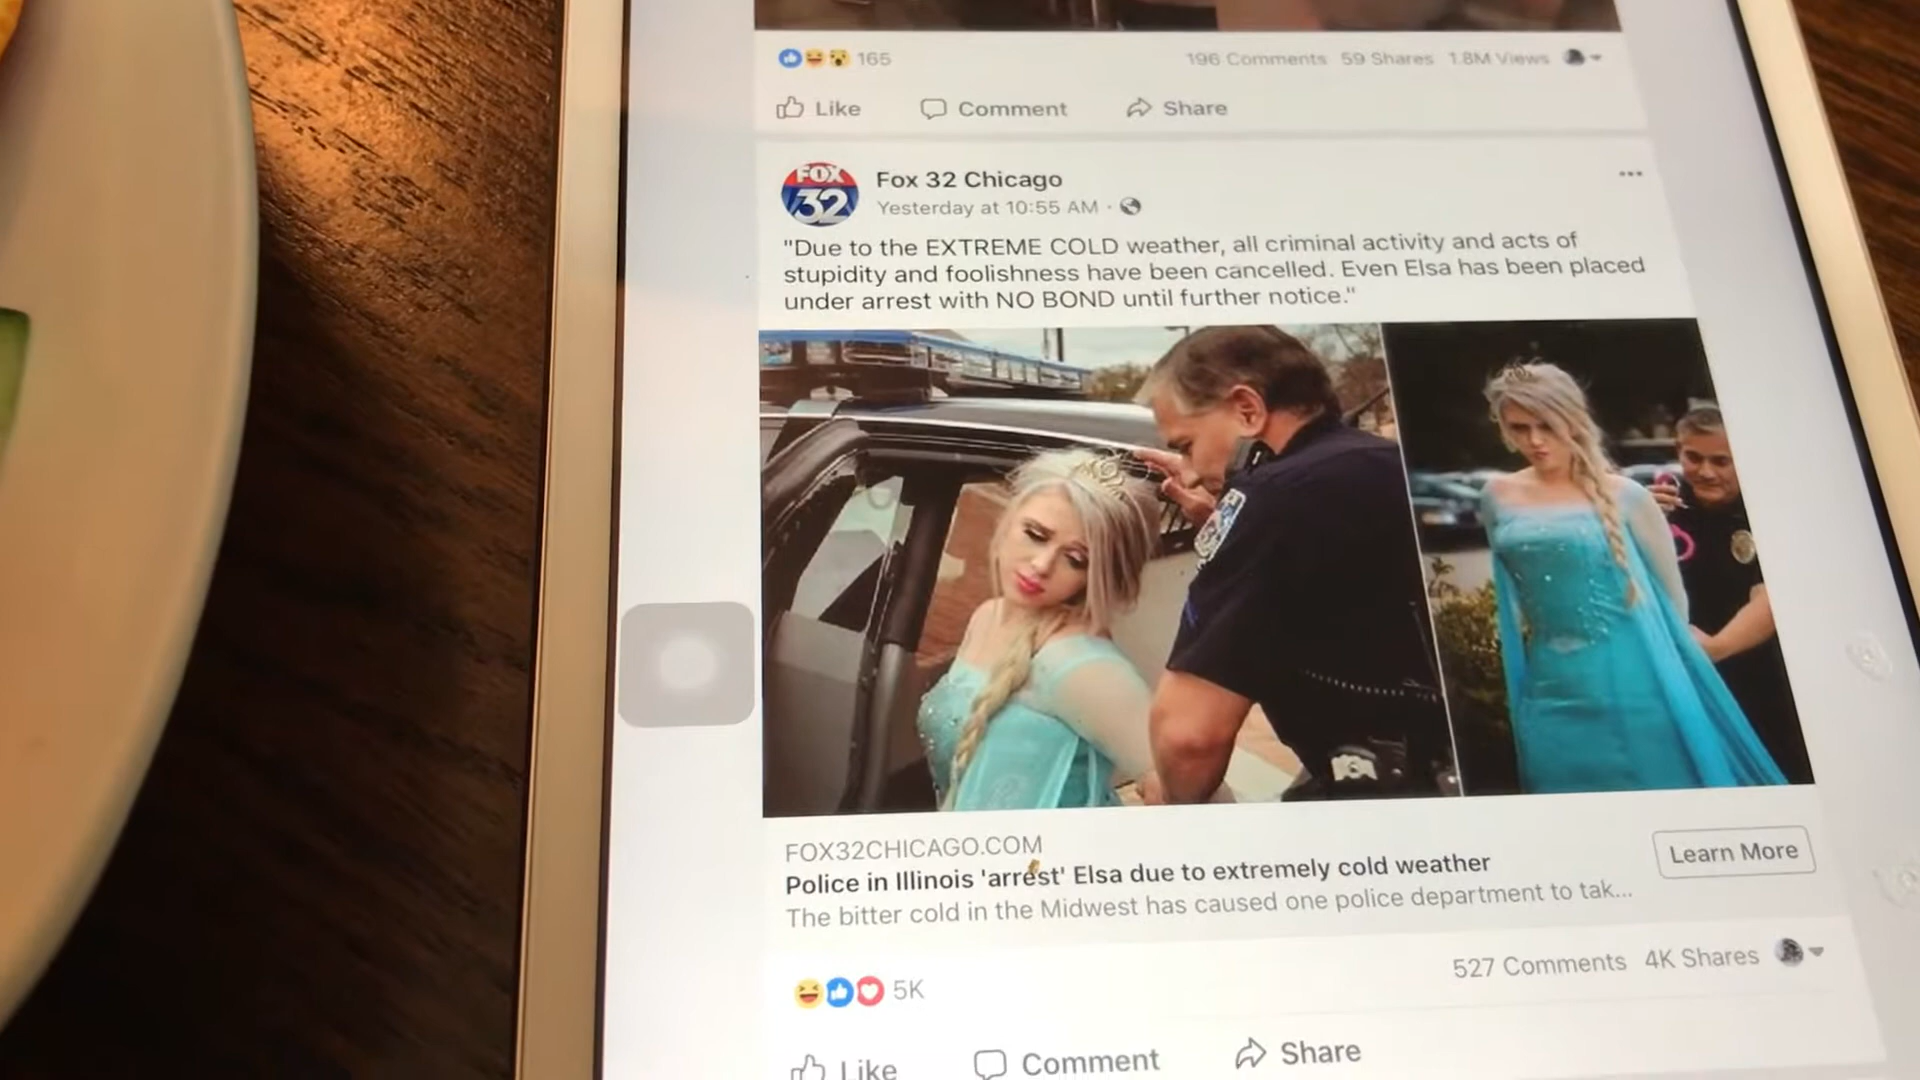 165
196 Comments 59 Shares 1.8M Views
Like Comment Share
FOX
32
Fox 32 Chicago
Yesterday at 10:55 AM ·
"Due to the EXTREME COLD weather, all criminal activity and acts of
stupidity and foolishness have been cancelled. Even Elsa has been placed
under arrest with NO BOND until further notice."
FOX32CHICAGO.COM
Police in Illinois 'arrest' Elsa due to extremely cold weather
Learn More
The bitter cold in the Midwest has caused one police department to tak...
5K
527 Comments 4K Shares
Like Comment Share